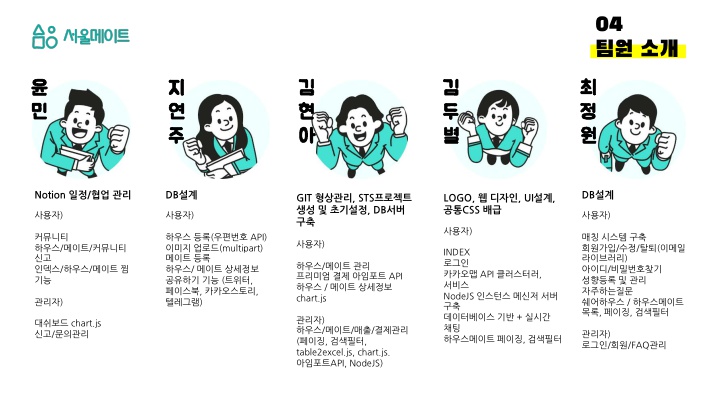 서울메이트
04
팀원 소개
윤민
Notion 일정/협업 관리
사용자)
커뮤니티
하우스/메이트/커뮤니티
신고
인덱스/하우스/메이트 찜
기능
관리자)
대쉬보드 chart.js
신고/문의관리
지연주
DB설계
사용자)
하우스 등록(우편번호 API)
이미지 업로드(multipart)
메이트 등록
하우스/ 메이트 상세정보
공유하기 기능 (트위터,
페이스북, 카카오스토리,
텔레그램)
김현아
GIT 형상관리, STS프로젝트
생성 및 초기설정, DB서버
구축
사용자)
하우스/메이트 관리
프리미엄 결제 아임포트 API
하우스 / 메이트 상세정보
chart.js
관리자)
하우스/메이트/매출/결제관리
(페이징, 검색필터,
table2excel.js, chart.js.
아임포트API, NodeJS)
김두별
LOGO, 웹 디자인, UI설계,
공통CSS 배급
사용자)
INDEX
로그인
카카오맵 API 클러스터러,
서비스
NodeJS 인스턴스 메신저 서버
구축
데이터베이스 기반 + 실시간
채팅
하우스메이트 페이징, 검색필터
최정원
DB설계
사용자)
매칭 시스템 구축
회원가입/수정/탈퇴(이메일
라이브러리)
아이디/비밀번호찾기
성향등록 및 관리
자주하는질문
쉐어하우스 / 하우스메이트
목록, 페이징, 검색필터
관리자)
로그인/회원/FAQ관리